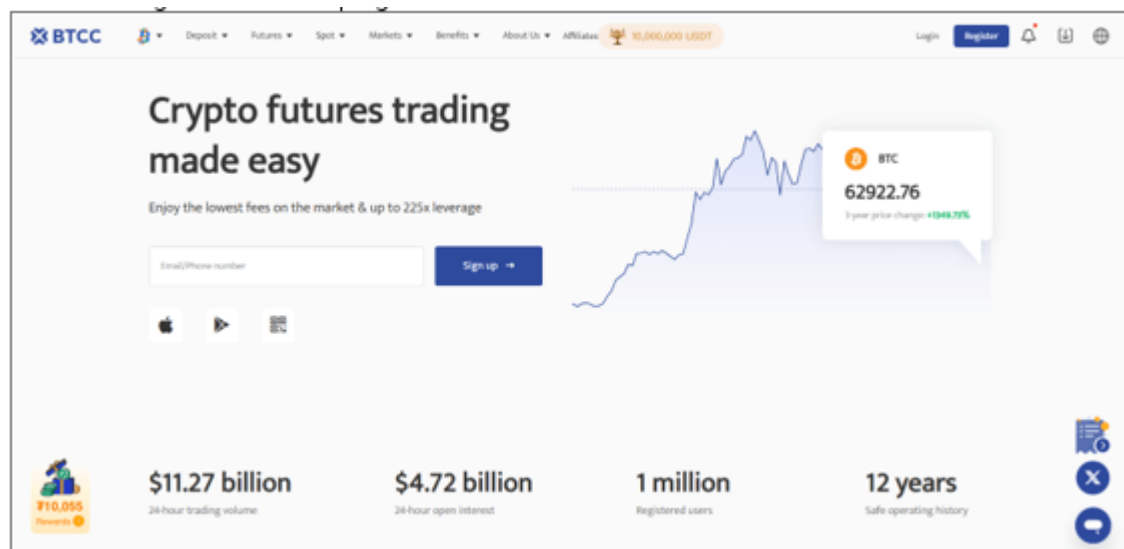 BTCC
Deposit Futures Spot Markets Benefits About Us Affiliates 10,000,000 USDT Login Register
Crypto futures trading
made easy
Enjoy the lowest fees on the market & up to 225x leverage
Email/Phone number
Sign up →
BTC
62922.76
price change: +1949.73%
$11.27 billion
24-hour trading volume
$4.72 billion
24-hour open interest
1 million
Registered users
12 years
Safe operating history
₮10,055
Rewards